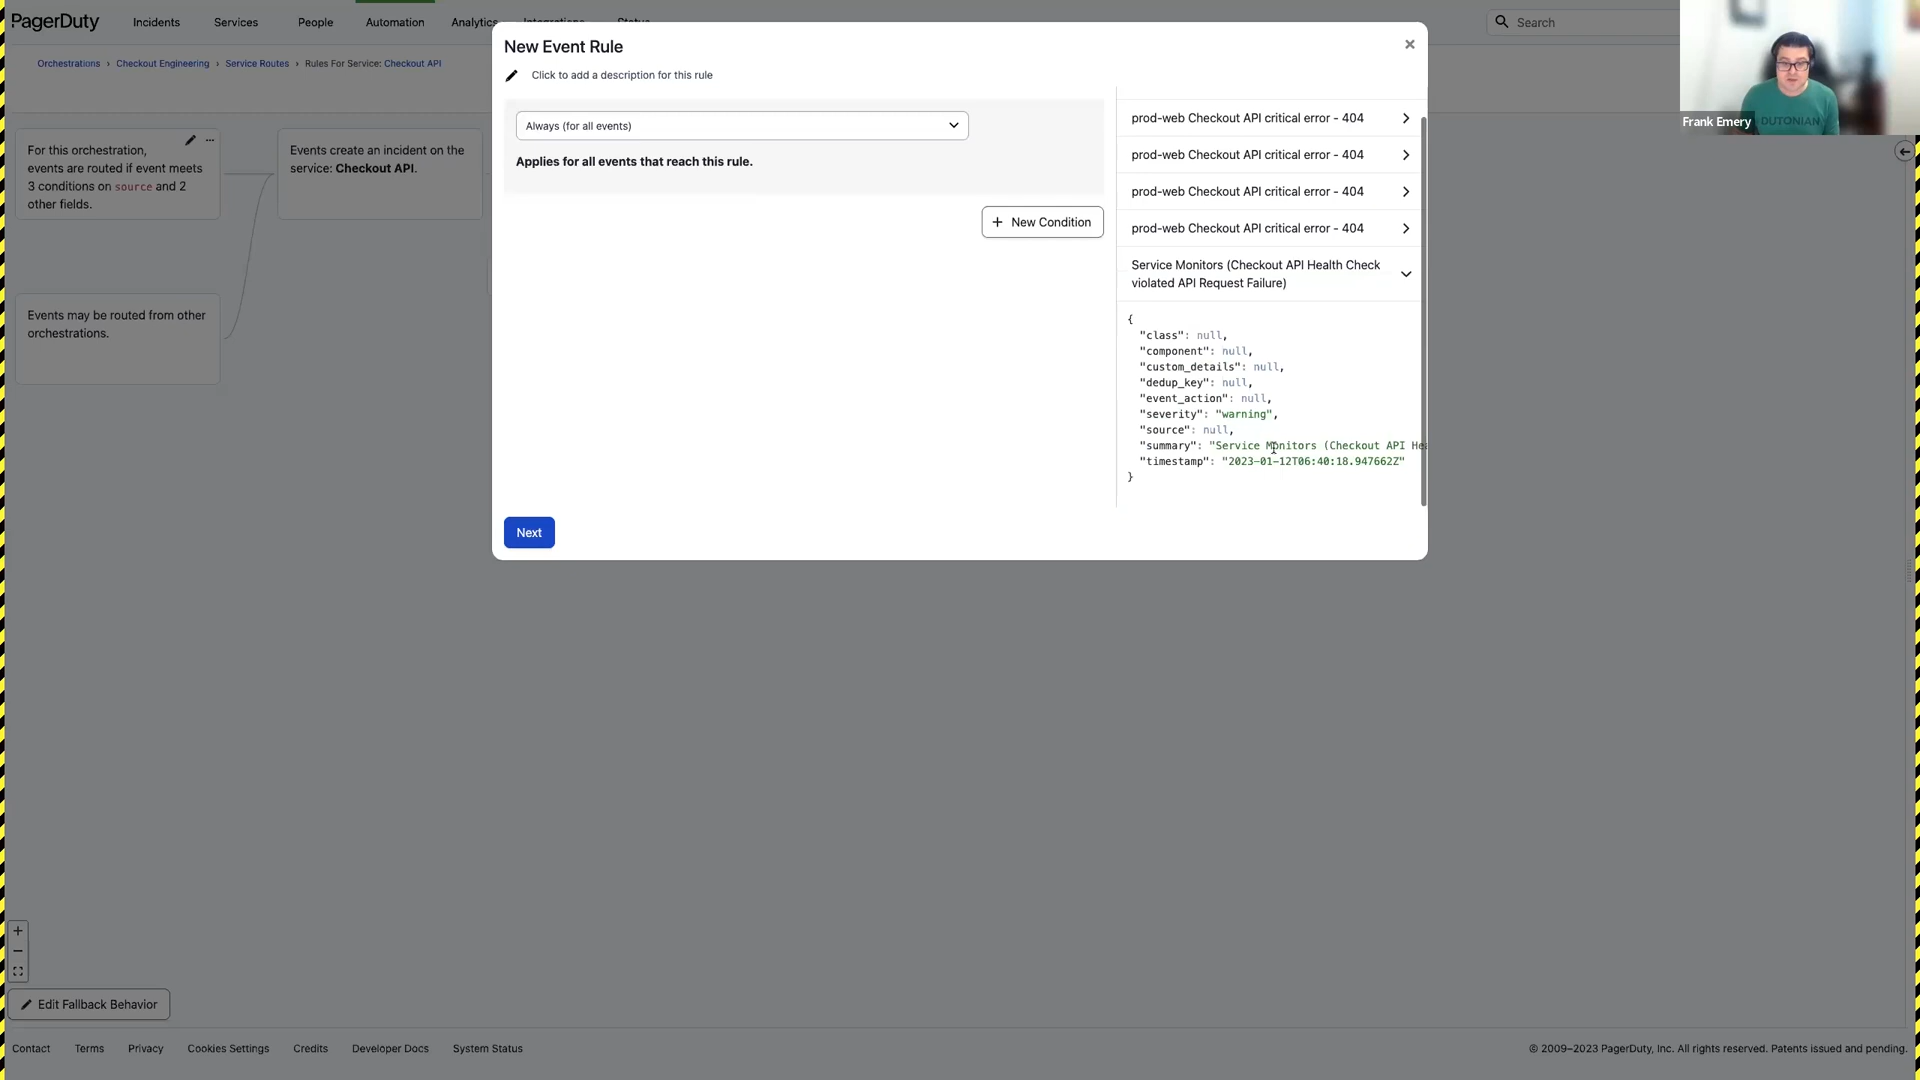 PagerDuty
Incidents
Services
People
Automation
Analytics
Integrations
Status
Search
Orchestrations › Checkout Engineering › Service Routes › Rules For Service: Checkout API
For this orchestration,
events are routed if event meets
3 conditions on source and 2
other fields.
Events create an incident on the
service: Checkout API.
Events may be routed from other
orchestrations.
New Event Rule
Click to add a description for this rule
Always (for all events)
Applies for all events that reach this rule.
+ New Condition
prod-web Checkout API critical error - 404
prod-web Checkout API critical error - 404
prod-web Checkout API critical error - 404
prod-web Checkout API critical error - 404
Service Monitors (Checkout API Health Check
violated API Request Failure)
{
"class": null,
"component": null,
"custom_details": null,
"dedup_key": null,
"event_action": null,
"severity": "warning",
"source": null,
"summary": "Service Monitors (Checkout API Hea
"timestamp": "2023-01-12T06:40:18.947662Z"
}
Next
Frank Emery
DUTONIAN
Edit Fallback Behavior
Contact
Terms
Privacy
Cookies Settings
Credits
Developer Docs
System Status
© 2009–2023 PagerDuty, Inc. All rights reserved. Patents issued and pending.